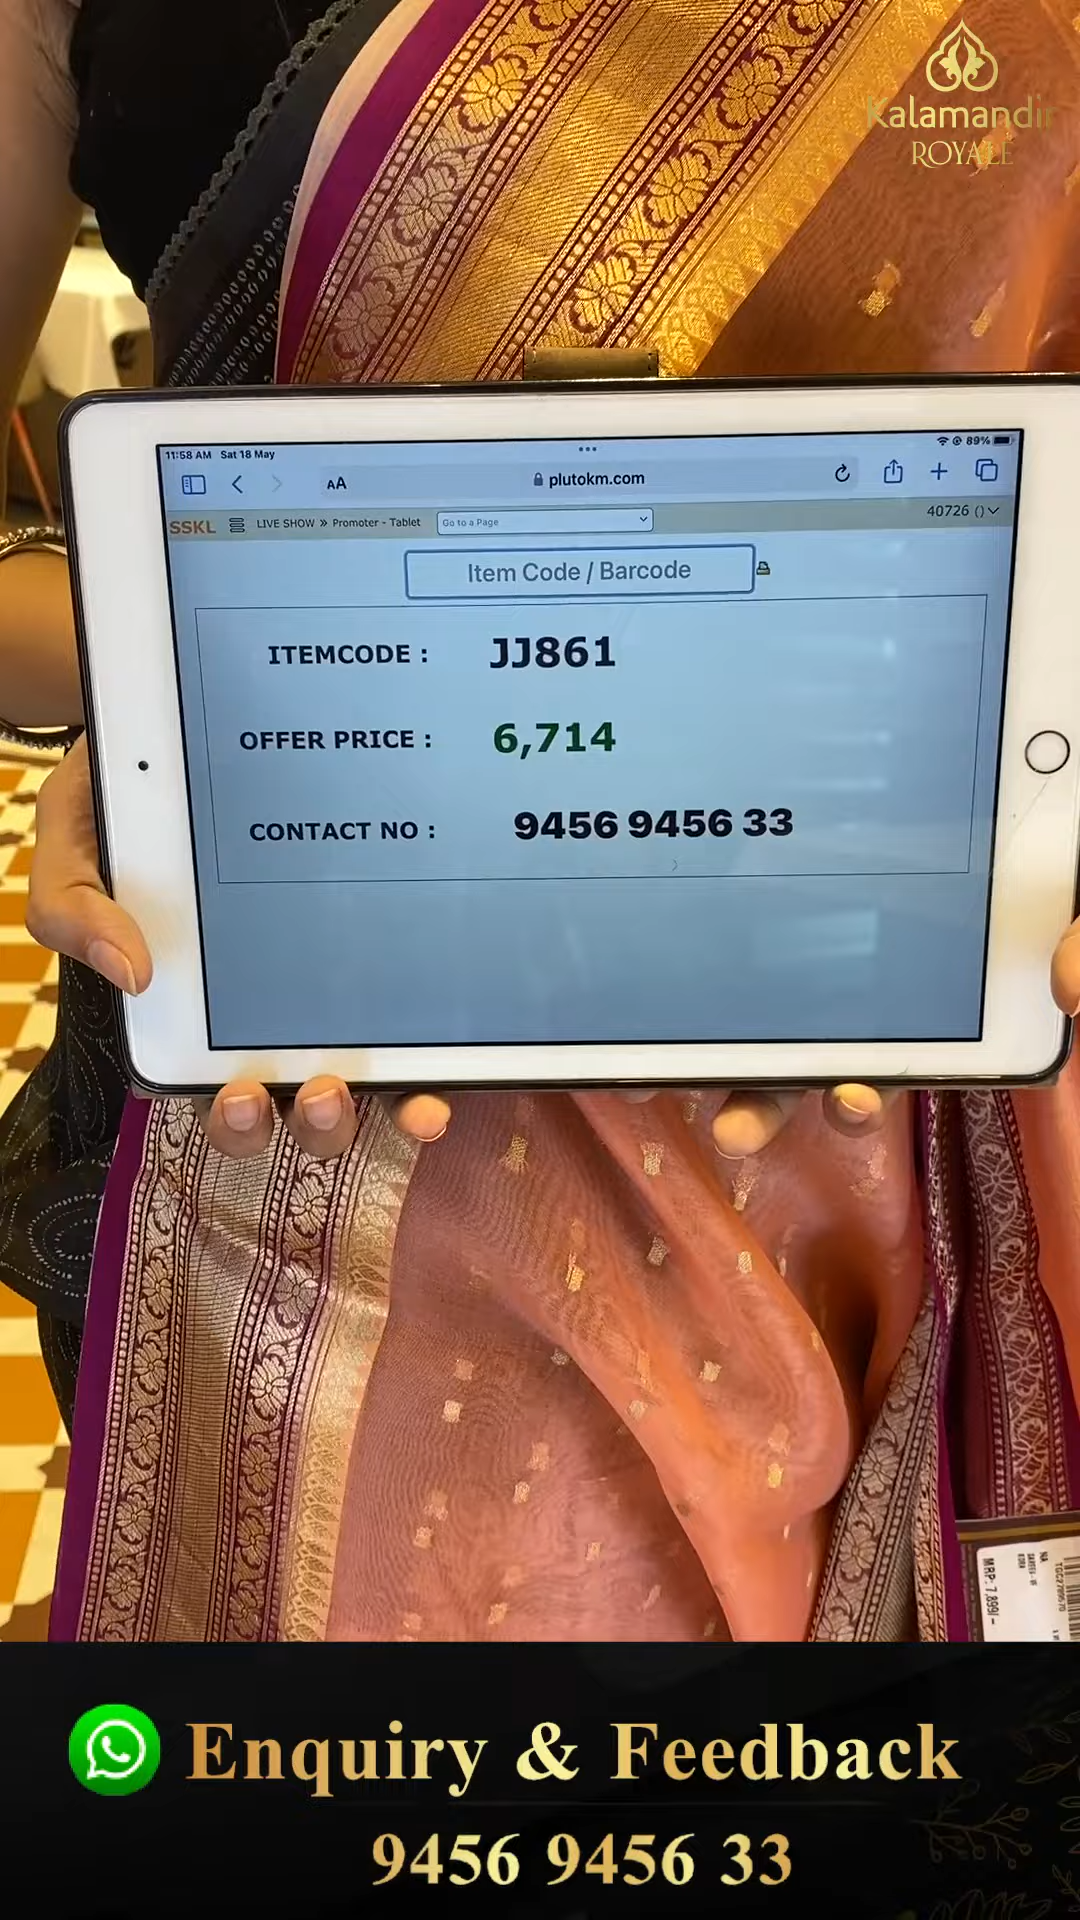 Kalamandir
ROYALE
11:58 AM Sat 18 May
89%
AA
plutokm.com
SSKL
LIVE SHOW » Promoter - Tablet
Go to a Page
40726 ()
Item Code / Barcode
ITEMCODE : JJ861
OFFER PRICE : 6,714
CONTACT NO : 9456 9456 33
MRP: 7,899/-
NA
Enquiry & Feedback
9456 9456 33